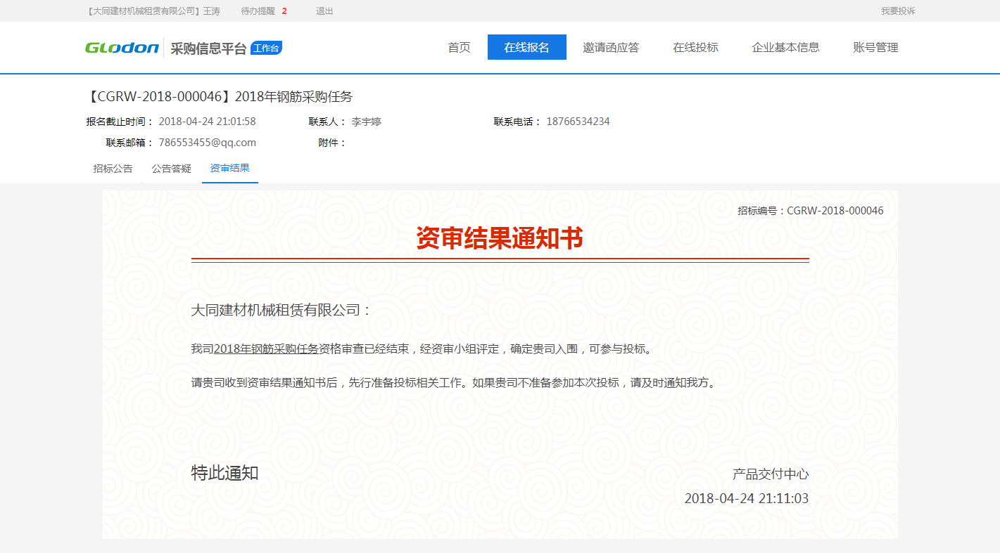 【大同建材机械租赁有限公司】王涛 待办提醒 2 退出 我要投诉
GLodon 采购信息平台 工作台 首页 在线报名 邀请函应答 在线投标 企业基本信息 账号管理
【CGRW-2018-000046】2018年钢筋采购任务
报名截止时间： 2018-04-24 21:01:58 联系人： 李宇婷 联系电话： 18766534234
联系邮箱： 786553455@qq.com 附件：
招标公告 公告答疑 资审结果
招标编号：CGRW-2018-000046
资审结果通知书
大同建材机械租赁有限公司：
我司2018年钢筋采购任务资格审查已经结束，经资审小组评定，确定贵司入围，可参与投标。
请贵司收到资审结果通知书后，先行准备投标相关工作。如果贵司不准备参加本次投标，请及时通知我方。
特此通知 产品交付中心
2018-04-24 21:11:03